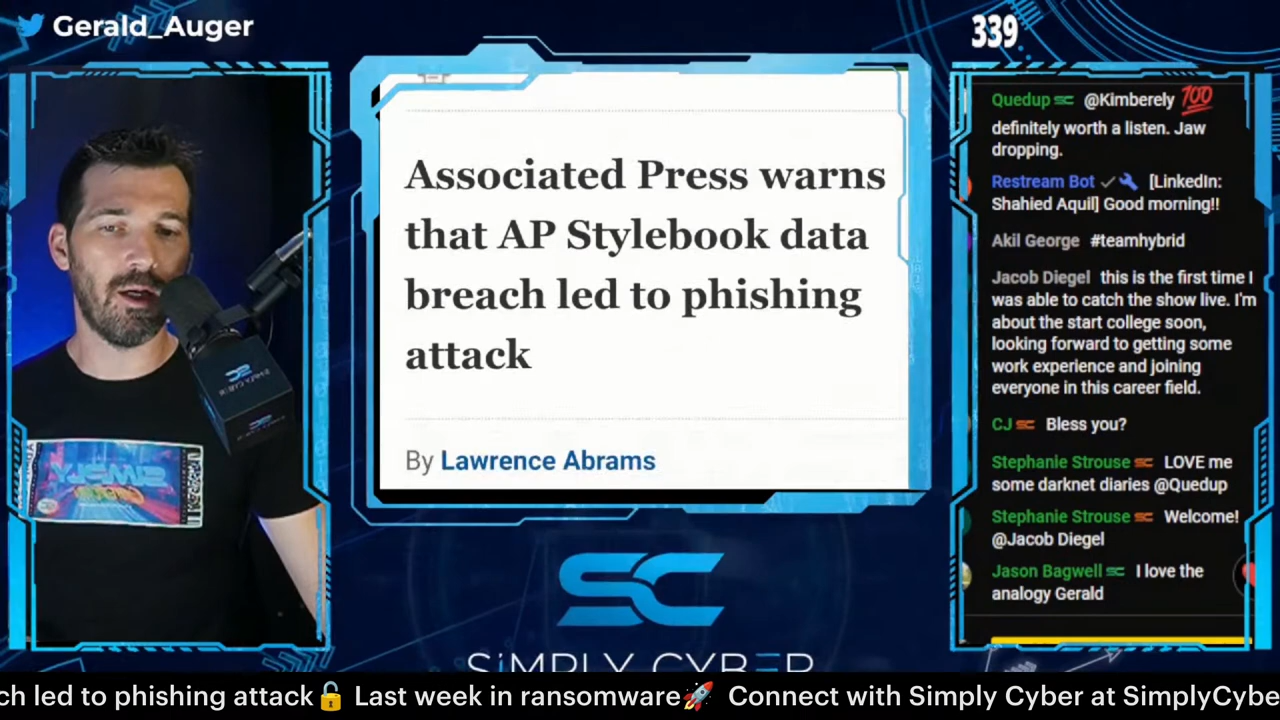 Gerald_Auger
339
Associated Press warns
that AP Stylebook data
breach led to phishing
attack
By Lawrence Abrams
Quedup @Kimberely 💯
definitely worth a listen. Jaw
dropping.
Restream Bot [LinkedIn:
Shahied Aquil] Good morning!!
Akil George #teamhybrid
Jacob Diegel this is the first time I
was able to catch the show live. I'm
about the start college soon,
looking forward to getting some
work experience and joining
everyone in this career field.
CJ Bless you?
Stephanie Strouse LOVE me
some darknet diaries @Quedup
Stephanie Strouse Welcome!
@Jacob Diegel
Jason Bagwell I love the
analogy Gerald
SC
SIMPLY CYBER
ch led to phishing attack🔓 Last week in ransomware🚀 Connect with Simply Cyber at SimplyCybe